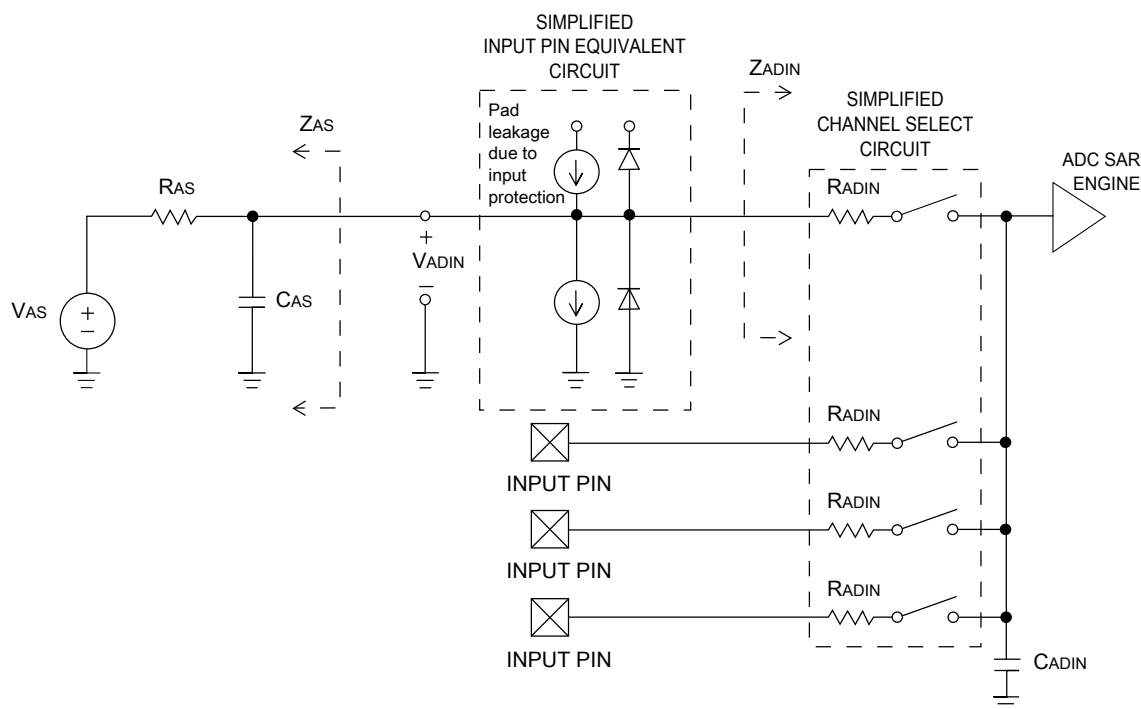 SIMPLIFIED
INPUT PIN EQUIVALENT
CIRCUIT
ZADIN
SIMPLIFIED
CHANNEL SELECT
CIRCUIT
Pad
leakage
due to
input
protection
ZAS
ADC SAR
ENGINE
RAS
RADIN
+
VADIN
−
CAS
VAS
+
−
RADIN
INPUT PIN
RADIN
INPUT PIN
RADIN
INPUT PIN
CADIN